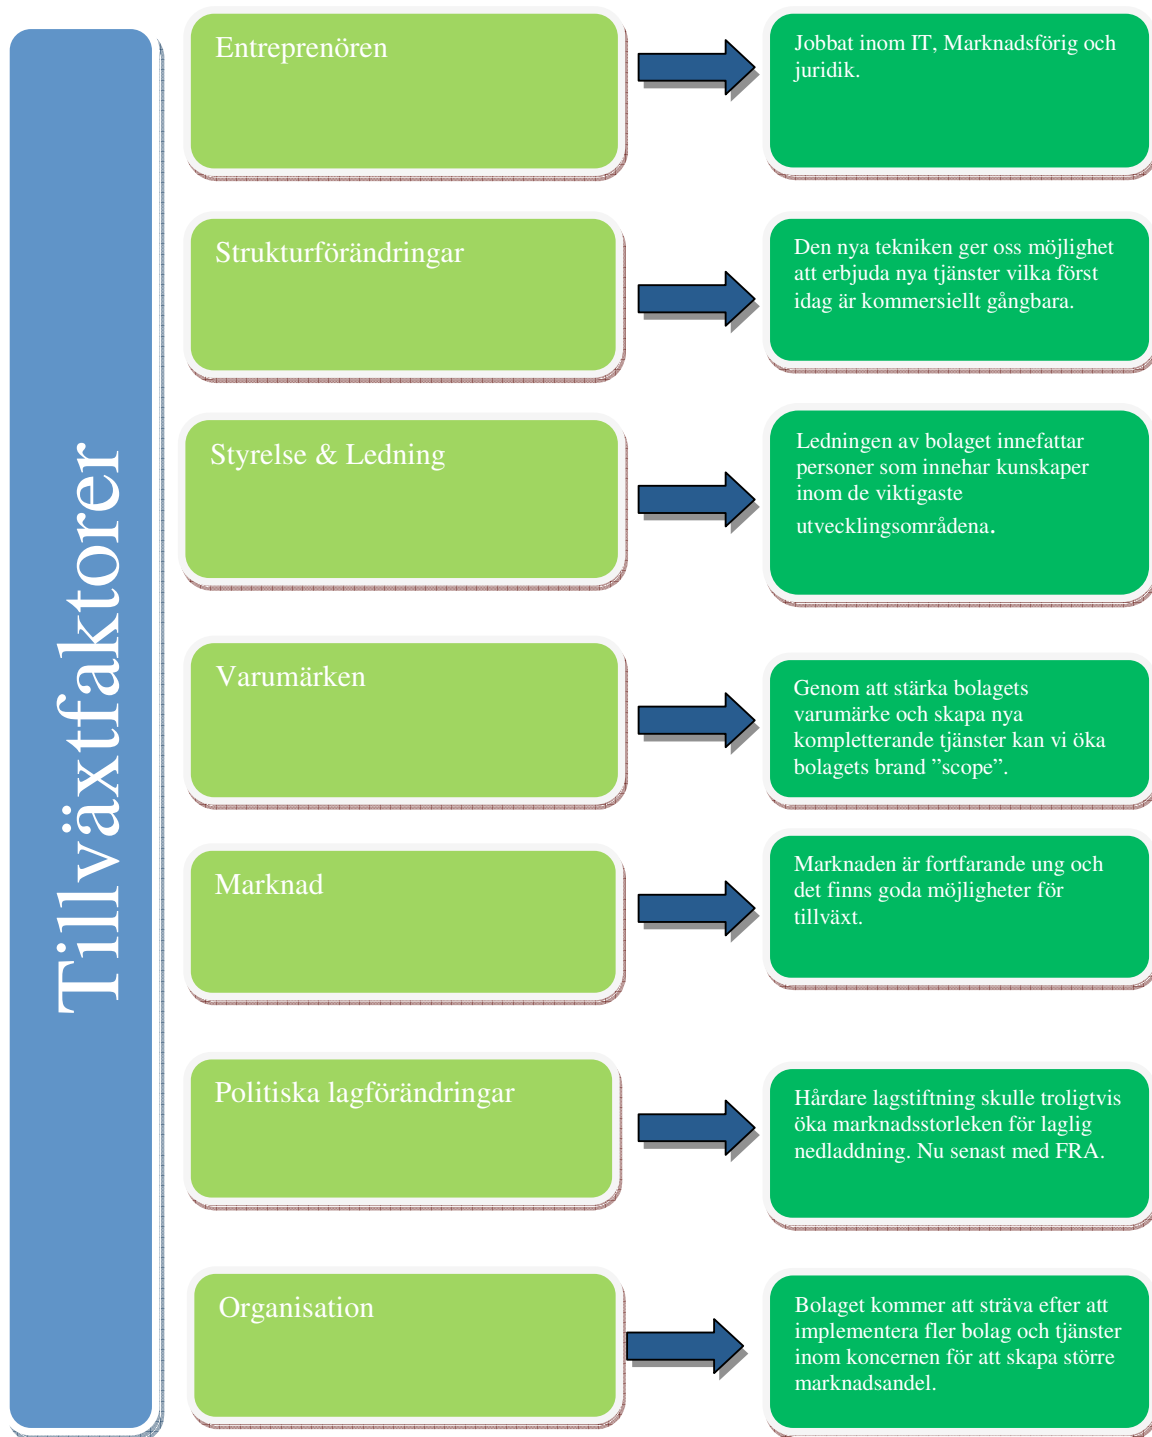 Tillväxtfaktorer
Entreprenören
Jobbat inom IT, Marknadsförig och
juridik.
Strukturförändringar
Den nya tekniken ger oss möjlighet
att erbjuda nya tjänster vilka först
idag är kommersiellt gångbara.
Styrelse & Ledning
Ledningen av bolaget innefattar
personer som innehar kunskaper
inom de viktigaste
utvecklingsområdena.
Varumärken
Genom att stärka bolagets
varumärke och skapa nya
kompletterande tjänster kan vi öka
bolagets brand ”scope”.
Marknad
Marknaden är fortfarande ung och
det finns goda möjligheter för
tillväxt.
Politiska lagförändringar
Hårdare lagstiftning skulle troligtvis
öka marknadsstorleken för laglig
nedladdning. Nu senast med FRA.
Organisation
Bolaget kommer att sträva efter att
implementera fler bolag och tjänster
inom koncernen för att skapa större
marknadsandel.